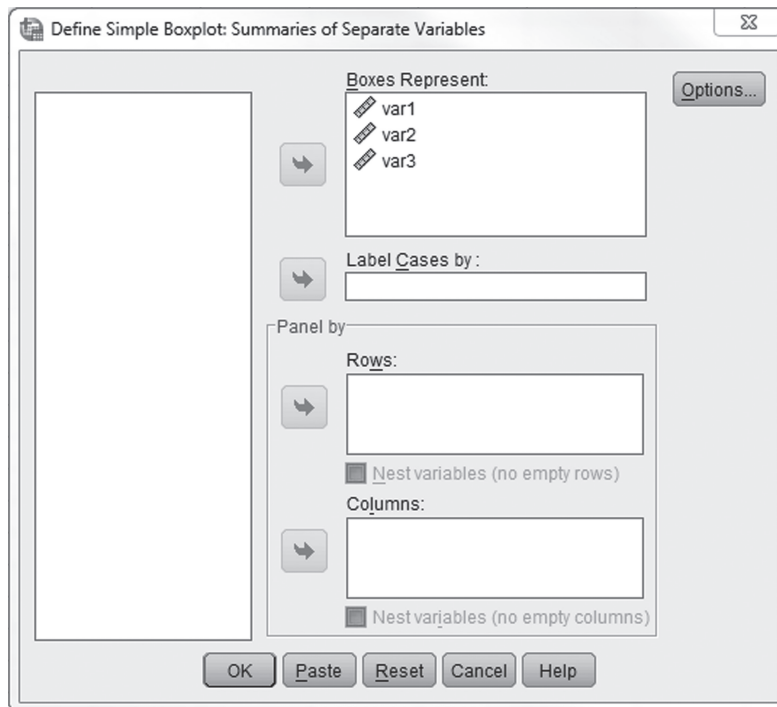 Define Simple Boxplot: Summaries of Separate Variables
Boxes Represent:
Options...
var1
var2
var3
Label Cases by :
Panel by
Rows:
Nest variables (no empty rows)
Columns:
Nest variables (no empty columns)
OK
Paste
Reset
Cancel
Help